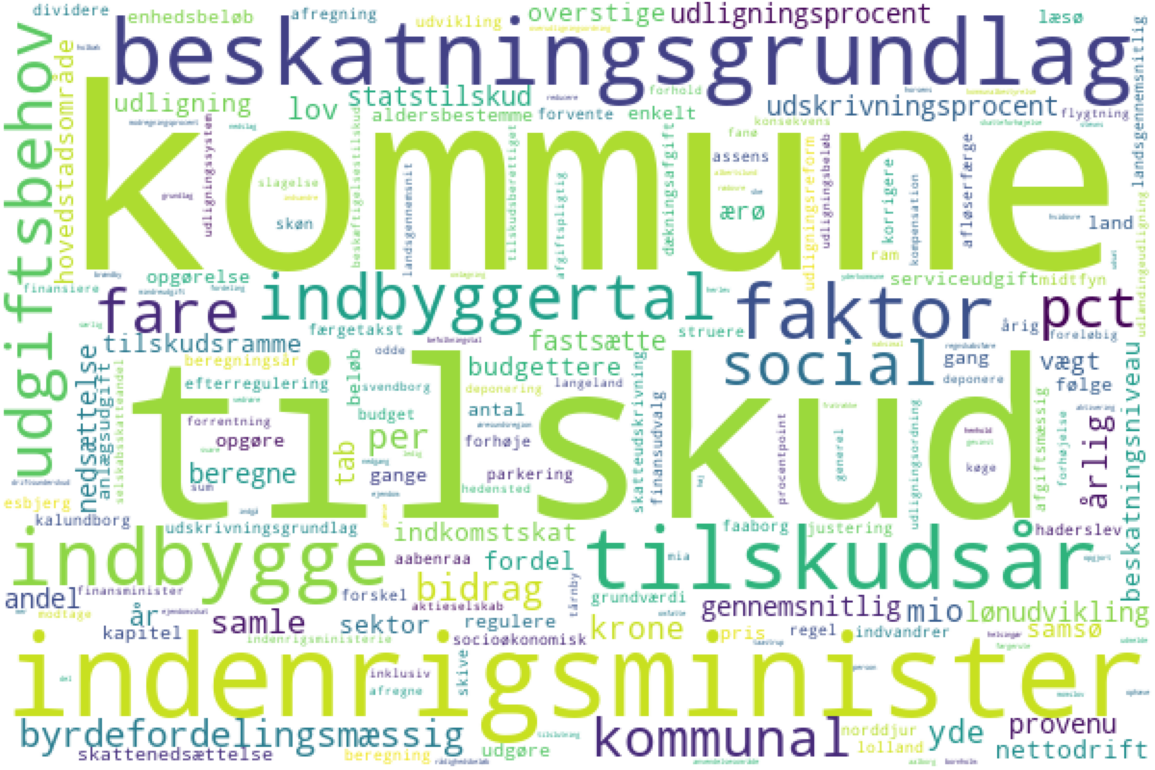 dividere
enhedsbeløb
afregning
udvikling
overstige
udligningsprocent
læsø
beskatningsgrundlag
udgiftsbehov
hovedstadsområde
udligning
lov
statstilskud
aldersbestemme
forvente
enkelt
forhold
konsekvens
udskrivningsprocent
flygtning
landsgennemsnitlig
kommune
udligningssystem
slagelse
skøn
beskæftigelsestilskud
landsgennemsnit
tilskudsberettiget
afgiftspligtig
dækningsafgift
fanø
assens
ærø
udligningsreform
udligningsbeløb
korrigere
ram
kompensation
afløserfærge
land
finansiere
opgørelse
serviceudgift
midtfyn
fare
indbyggertal
faktor
pct
tilskudsramme
færgetakst
fastsætte
struere
årig
foreløbig
beregningsår
efterregulering
nedsættelse
anlægsudgift
selskabsskatteandel
odde
beløb
svendborg
budgettere
deponering
langeland
social
gang
deponere
vægt
følge
tilskud
forrentning
opgøre
beregne
sum
tab
budget
per
gange
antal
forhøje
parkering
hedensted
skatteudskrivning
finansudvalg
procentpoint
generel
udligningsordning
køge
afgiftsmæssig
forhøjelse
årlig
beskatningsniveau
esbjerg
kalundborg
udskrivningsgrundlag
indkomstskat
faaborg
justering
haderslev
indbygge
aabenraa
fordel
tilskudsår
mia
andel
finansminister
modtage
år
kapitel
samle
forskel
sektor
bidrag
aktieselskab
regulere
socioøkonomisk
tårnby
grundværdi
krone
gennemsnitlig
mio
lønudvikling
pris
regel
indvandrer
samsø
indenrigsministerie
indenrigsminister
inklusiv
afregne
skive
byrdefordelingsmæssig
skattenedsættelse
beregning
udgøre
kommunal
norddjur
lolland
yde
provenu
nettodrift